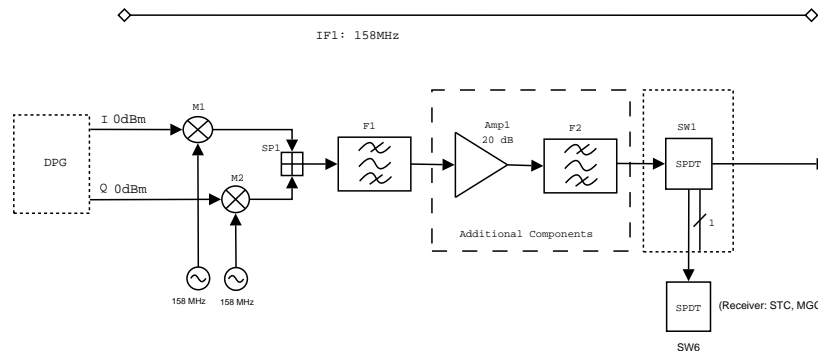 IF1: 158MHz
DPG
I 0dBm
Q 0dBm
M1
M2
SP1
F1
Amp1
20 dB
F2
SW1
SPDT
1
Additional Components
158 MHz
158 MHz
SPDT
(Receiver: STC, MGC
SW6